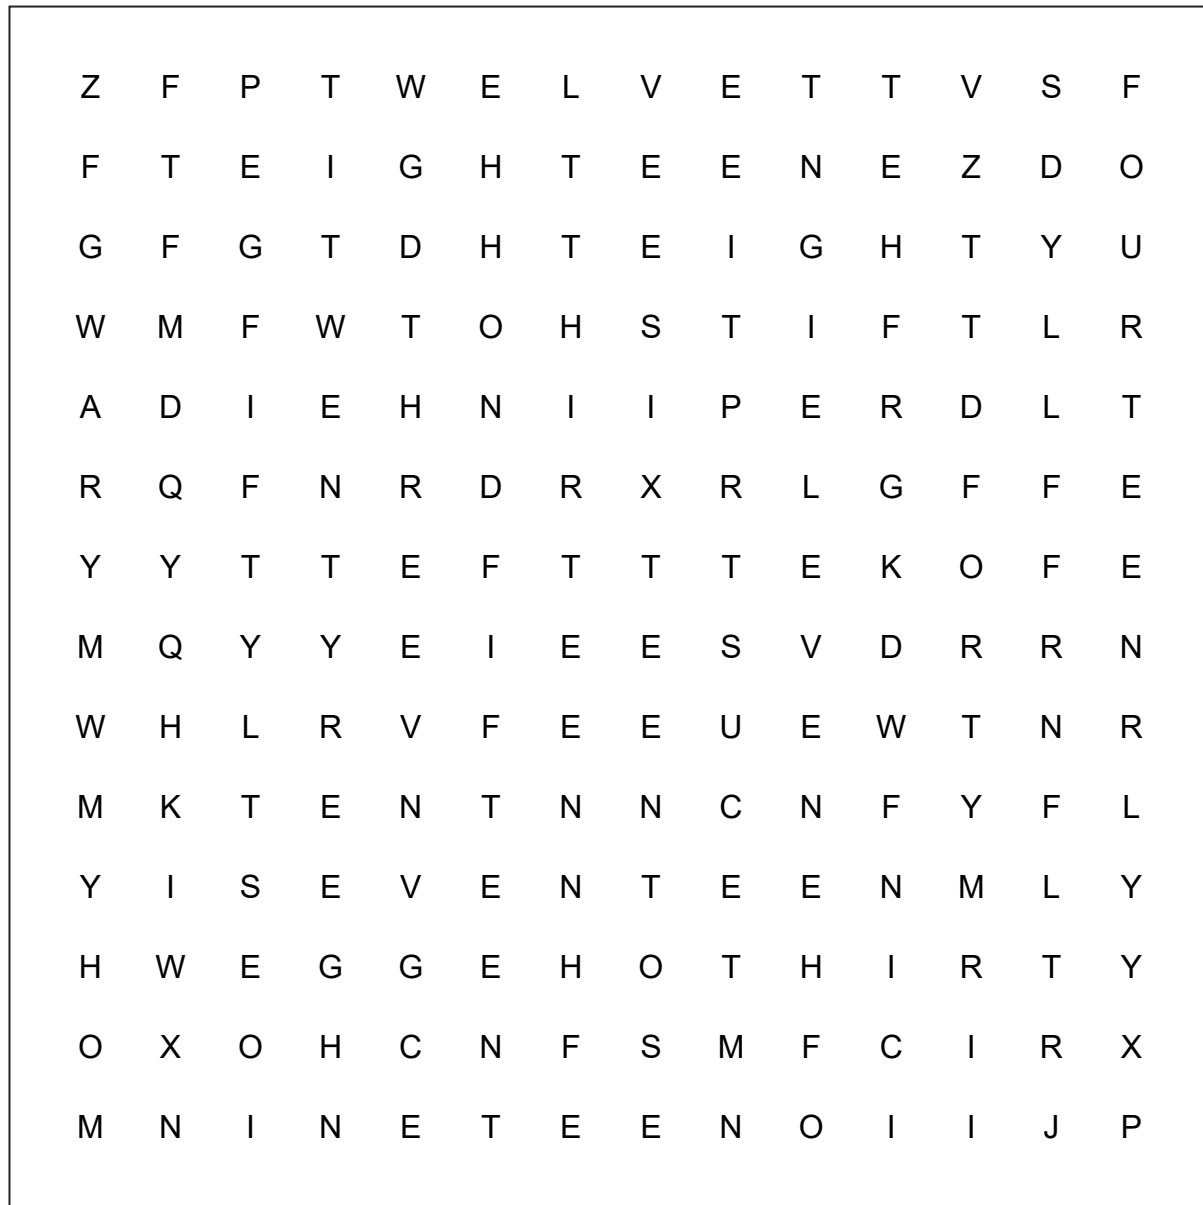 Z F P T W E L V E T T V S F
F T E I G H T E E N E Z D O
G F G T D H T E I G H T Y U
W M F W T O H S T I F T L R
A D I E H N I I P E R D L T
R Q F N R D R X R L G F F E
Y Y T T E F T T T E K O F E
M Q Y Y E I E E S V D R R N
W H L R V F E E U E W T N R
M K T E N T N N C N F Y F L
Y I S E V E N T E E N M L Y
H W E G G E H O T H I R T Y
O X O H C N F S M F C I R X
M N I N E T E E N O I I J P